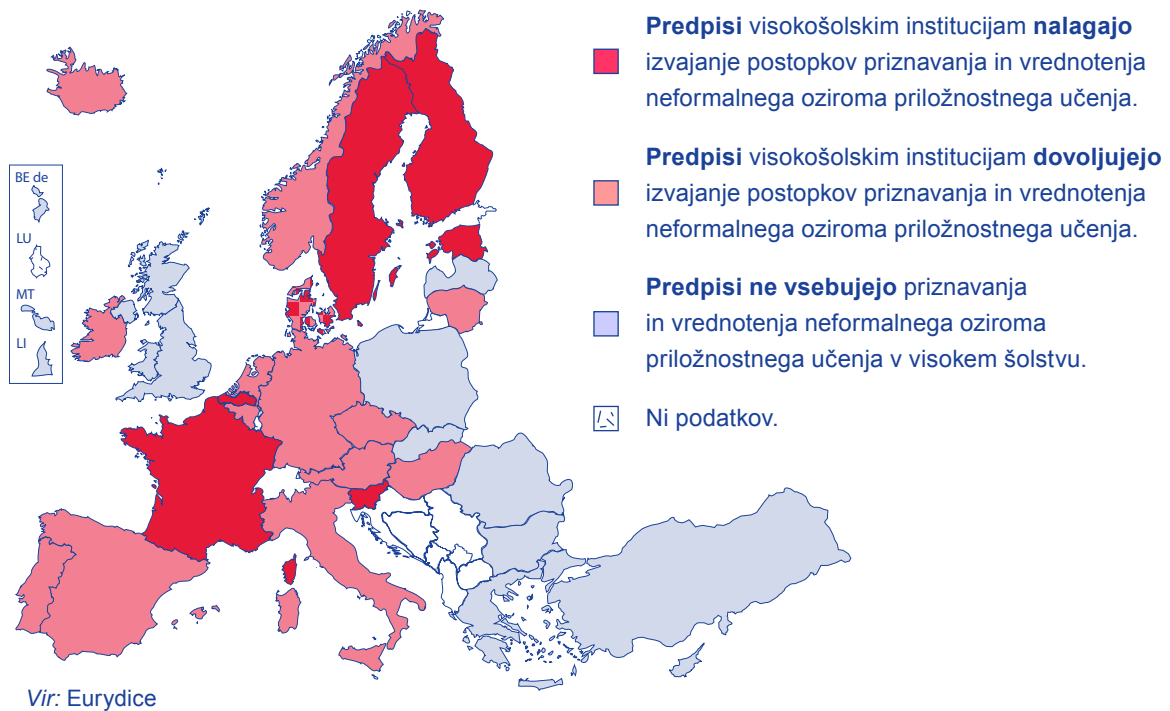 Predpisi visokošolskim institucijam nalagajo
izvajanje postopkov priznavanja in vrednotenja
neformalnega oziroma priložnostnega učenja.
Predpisi visokošolskim institucijam dovoljujejo
izvajanje postopkov priznavanja in vrednotenja
neformalnega oziroma priložnostnega učenja.
Predpisi ne vsebujejo priznavanja
in vrednotenja neformalnega oziroma
priložnostnega učenja v visokem šolstvu.
Ni podatkov.
BE de
LU
MT
LI
Vir: Eurydice